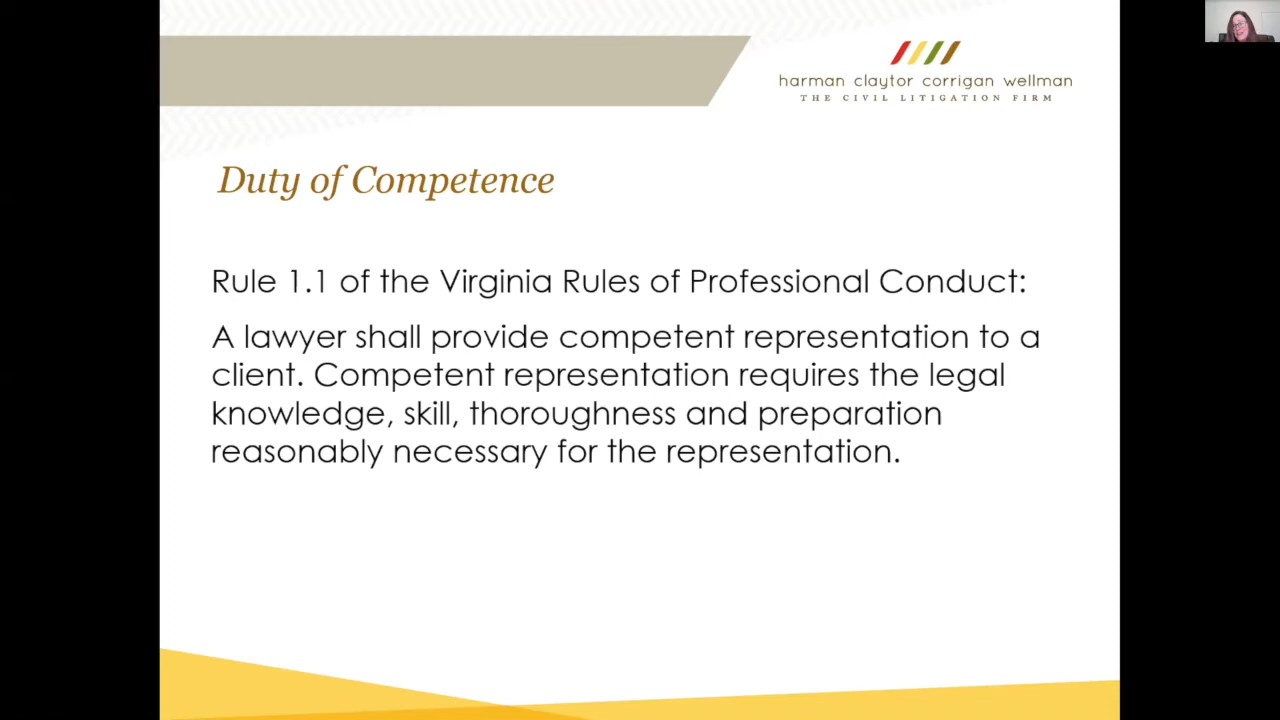 harman claytor corrigan wellman
THE CIVIL LITIGATION FIRM
Duty of Competence
Rule 1.1 of the Virginia Rules of Professional Conduct:
A lawyer shall provide competent representation to a
client. Competent representation requires the legal
knowledge, skill, thoroughness and preparation
reasonably necessary for the representation.